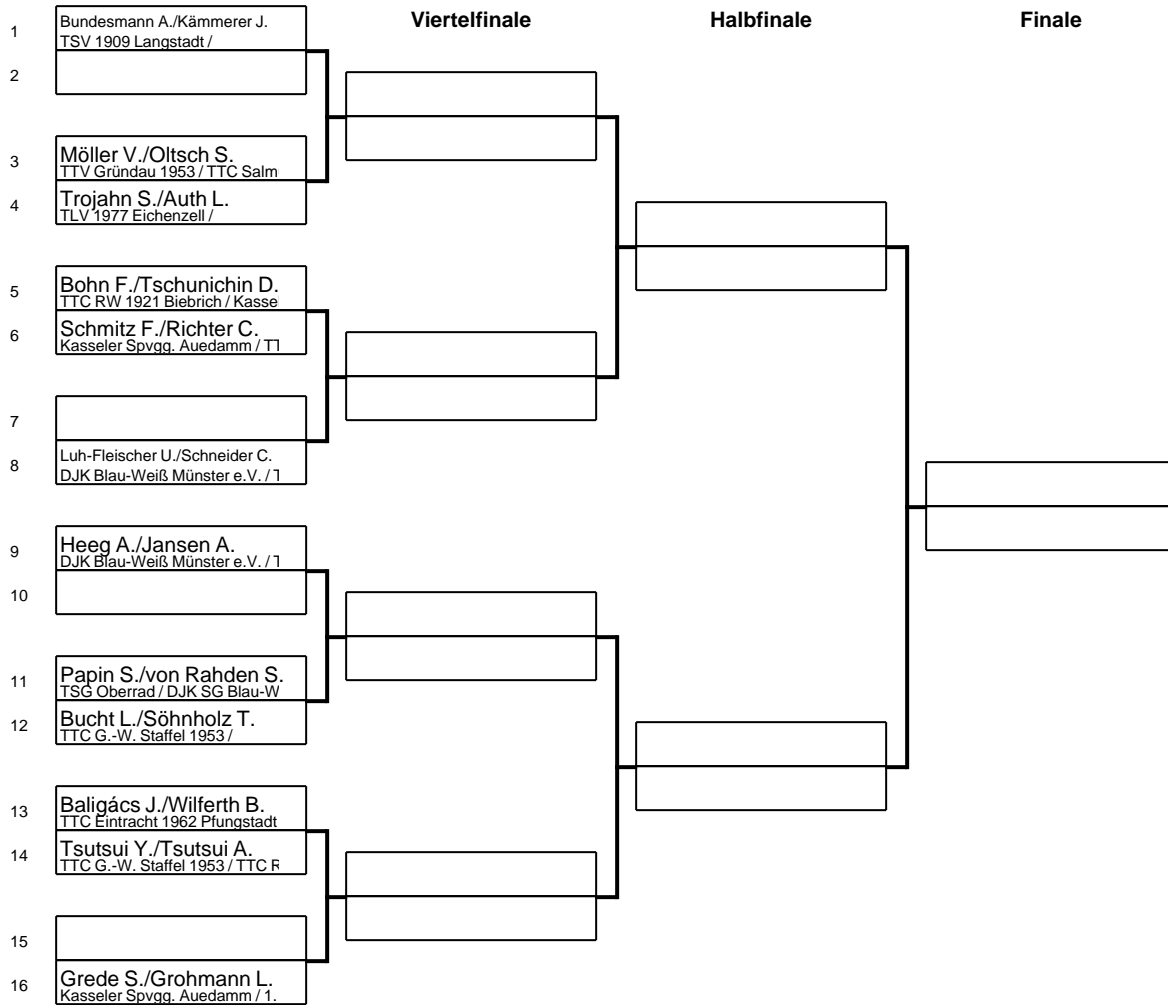 Viertelfinale Halbfinale Finale
1 Bundesmann A./Kämmerer J.
TSV 1909 Langstadt /
2
3 Möller V./Oltsch S.
TTV Gründau 1953 / TTC Salm
4 Trojahn S./Auth L.
TLV 1977 Eichenzell /
5 Bohn F./Tschunichin D.
TTC RW 1921 Biebrich / Kasse
6 Schmitz F./Richter C.
Kasseler Spvgg. Auedamm / TT
7
8 Luh-Fleischer U./Schneider C.
DJK Blau-Weiß Münster e.V. / T
9 Heeg A./Jansen A.
DJK Blau-Weiß Münster e.V. / T
10
11 Papin S./von Rahden S.
TSG Oberrad / DJK SG Blau-W
12 Bucht L./Söhnholz T.
TTC G.-W. Staffel 1953 /
13 Baligács J./Wilferth B.
TTC Eintracht 1962 Pfungstadt
14 Tsutsui Y./Tsutsui A.
TTC G.-W. Staffel 1953 / TTC R
15
16 Grede S./Grohmann L.
Kasseler Spvgg. Auedamm / 1.